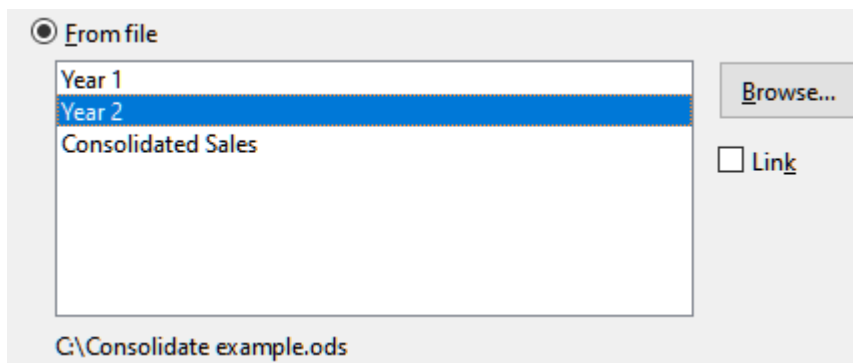 From file
Year 1
Year 2
Consolidated Sales
Browse...
Link
C:\Consolidate example.ods